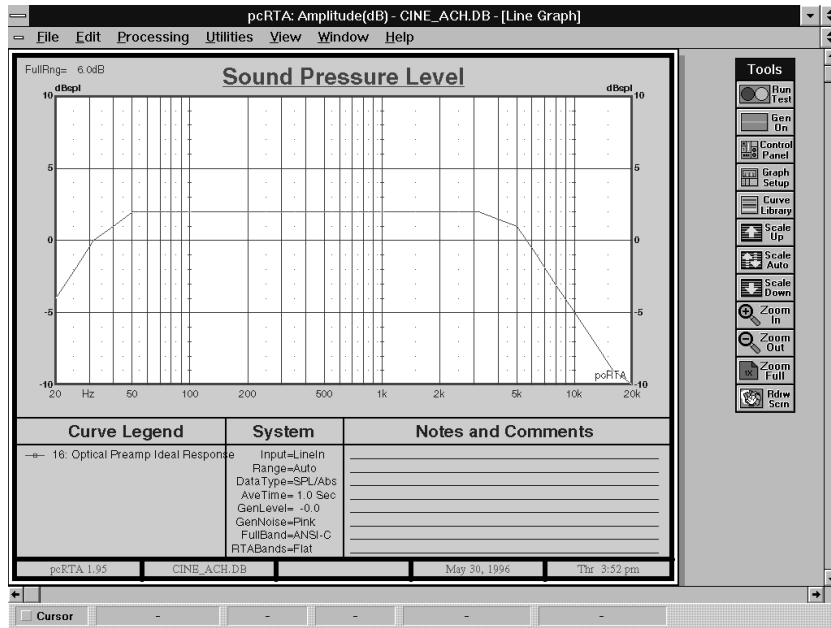 pcRTA: Amplitude(dB) - CINE_ACH.DB - [Line Graph]
File Edit Processing Utilities View Window Help
FullRng= 6.0dB
Sound Pressure Level
dBspl
dBspl
10
10
5
5
0
0
-5
-5
-10
-10
pcRTA
20 Hz 50 100 200 500 1k 2k 5k 10k 20k
Curve Legend
16: Optical Preamp Ideal Response
System
Input=LineIn
Range=Auto
DataType=SPL/Abs
AveTime= 1.0 Sec
GenLevel= -0.0
GenNoise=Pink
FullBand=ANSI-C
RTABands=Flat
Notes and Comments
pcRTA 1.95
CINE_ACH.DB
May 30, 1996
Thr 3:52 pm
Tools
Run
Test
Gen
On
Control
Panel
Graph
Setup
Curve
Library
Scale
Up
Scale
Auto
Scale
Down
Zoom
In
Zoom
Out
1X
Zoom
Full
Rdrw
Scrn
Cursor - - - - -